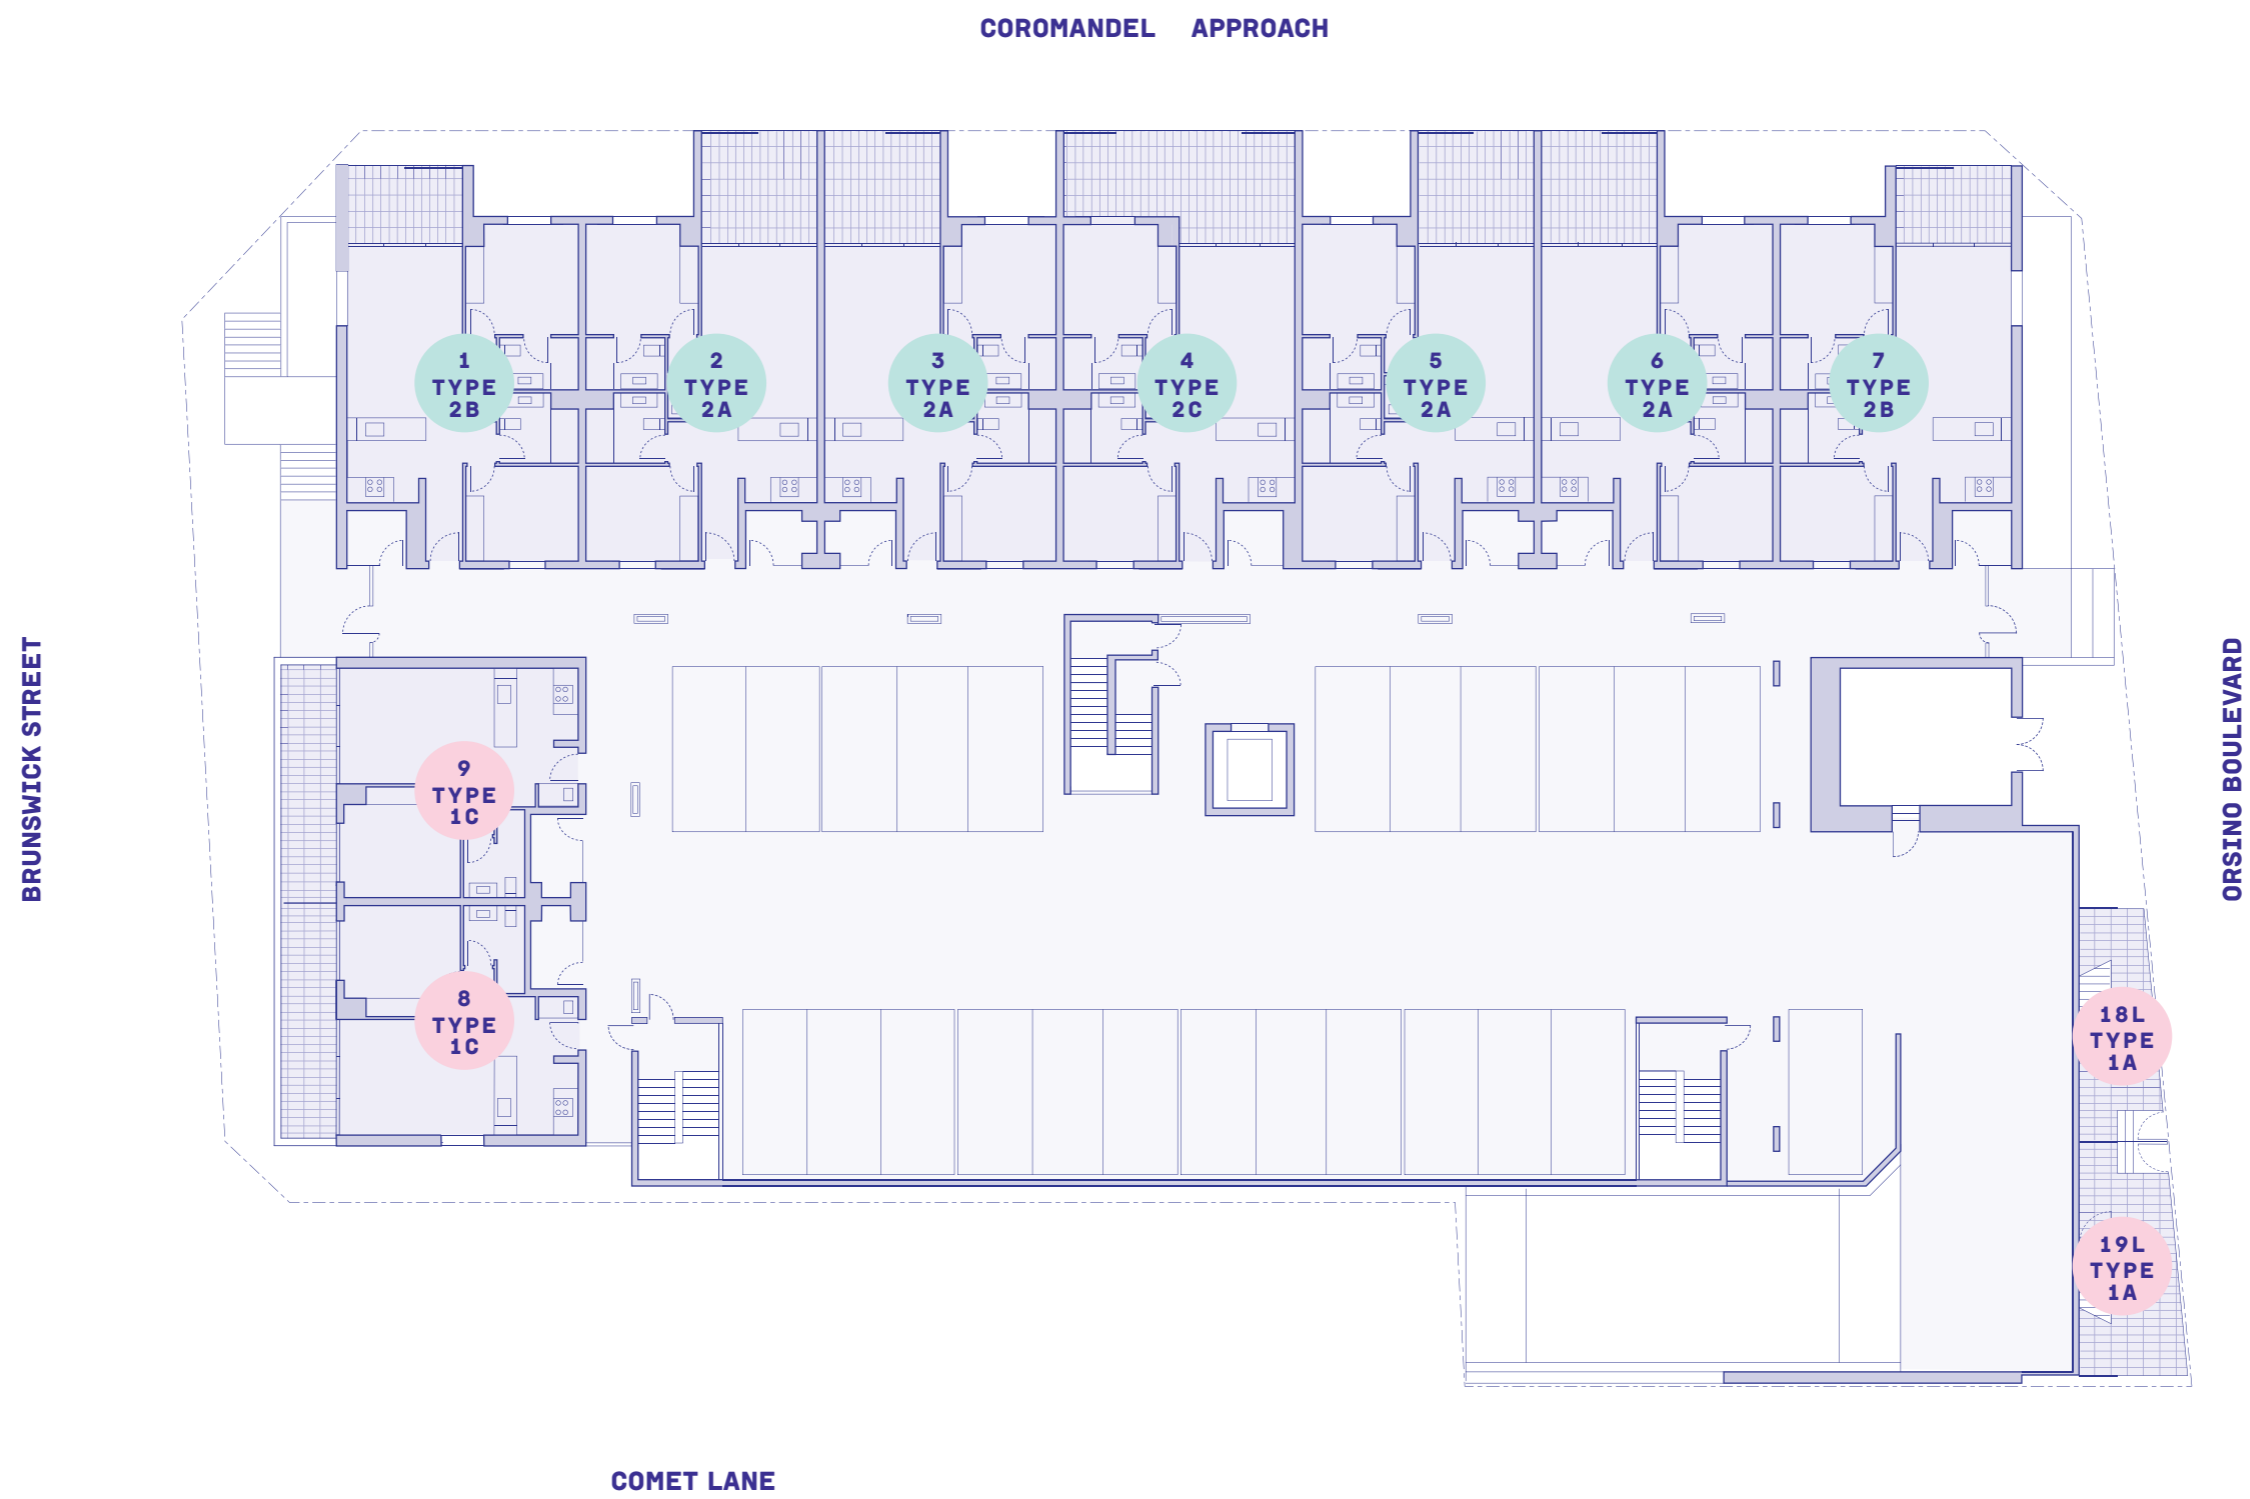 COROMANDEL APPROACH
1
TYPE
2B
2
TYPE
2A
3
TYPE
2A
4
TYPE
2C
5
TYPE
2A
6
TYPE
2A
7
TYPE
2B
BRUNSWICK STREET
ORSINO BOULEVARD
9
TYPE
1C
8
TYPE
1C
18L
TYPE
1A
19L
TYPE
1A
COMET LANE